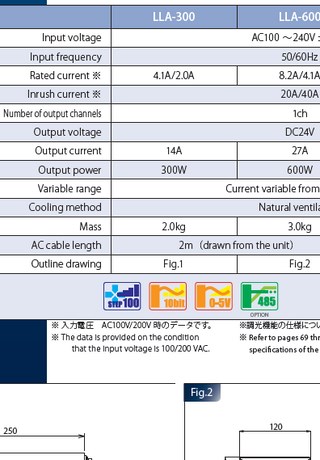 LLA-300 LLA-600
Input voltage AC100 ～240V
Input frequency 50/60Hz
Rated current ※ 4.1A/2.0A 8.2A/4.1A
Inrush current ※ 20A/40A
Number of output channels 1ch
Output voltage DC24V
Output current 14A 27A
Output power 300W 600W
Variable range Current variable from
Cooling method Natural
Mass 2.0kg 3.0kg
AC cable length 2m（drawn from the unit）
Outline drawing Fig.1 Fig.2
STEP100 10bit 0-5V 485
OPTION
※ 入力電圧 AC100V/200V 時のデータです。 ※調光機能の仕様につい
※ The data is provided on the condition ※ Refer to pages 69
that the input voltage is 100/200 VAC. specifications of the
Fig.2
250 120